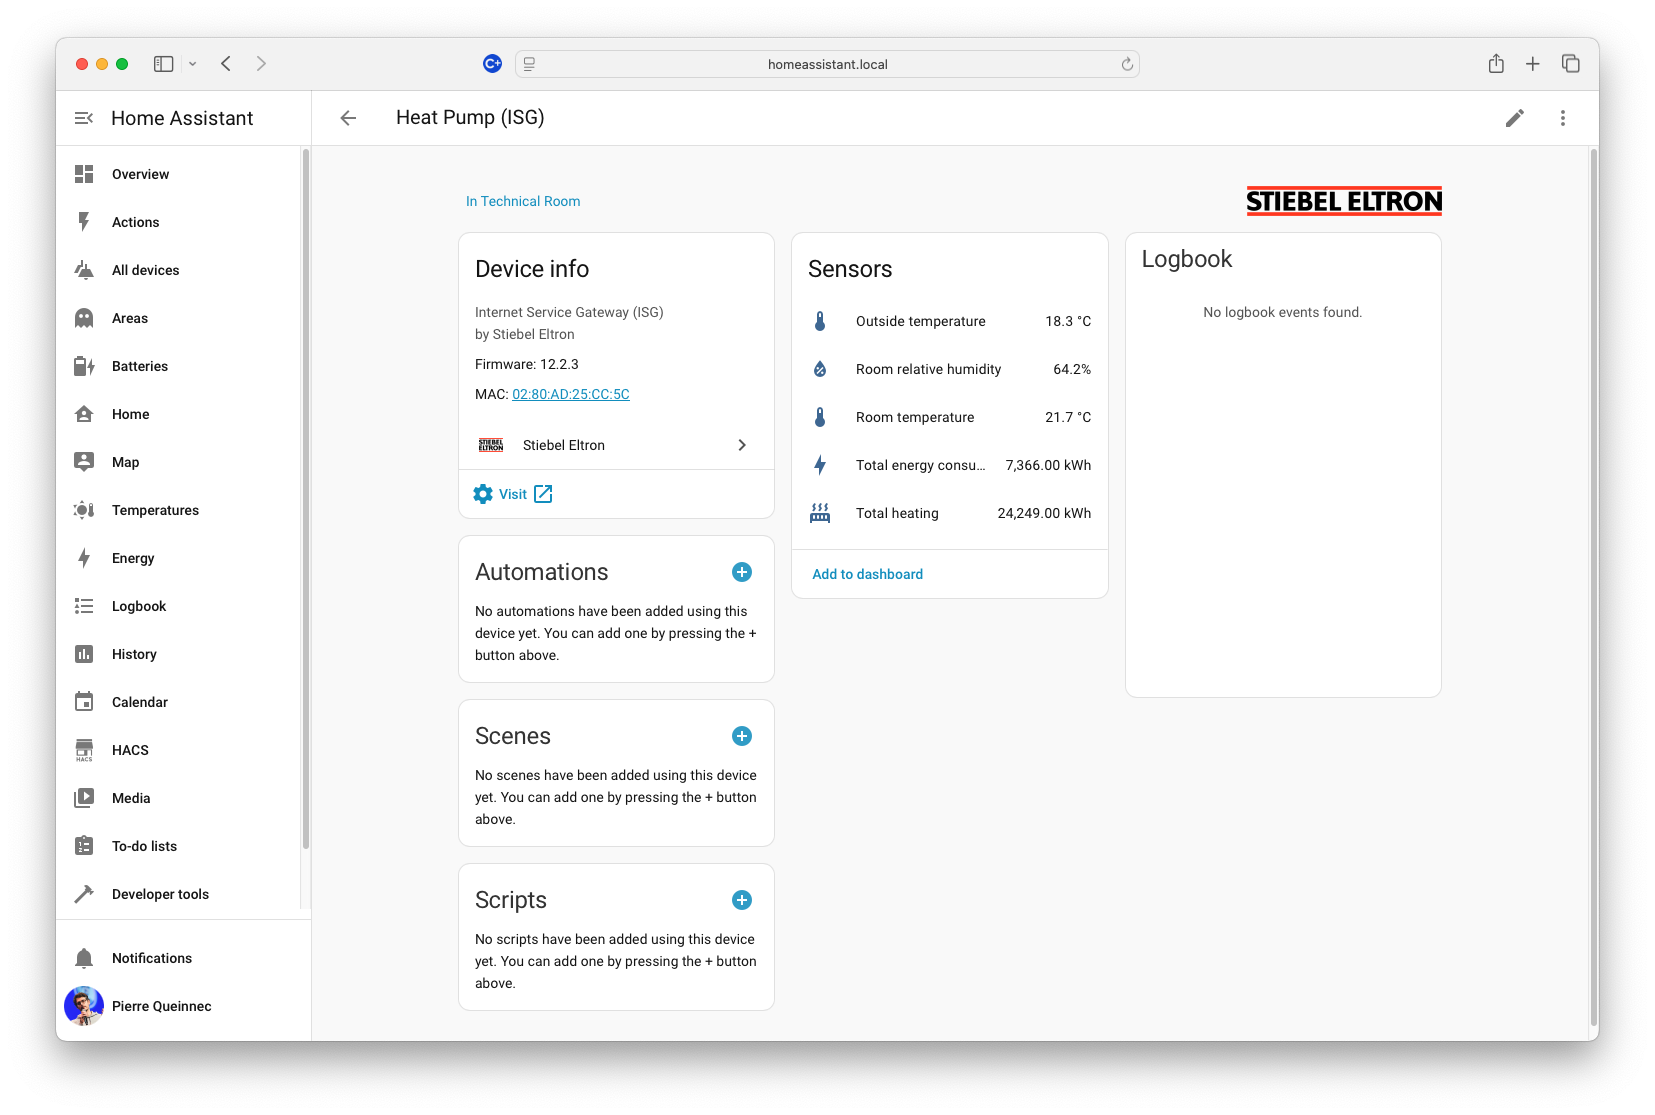 homeassistant.local
Home Assistant
Heat Pump (ISG)
Overview
Actions
All devices
Areas
Batteries
Home
Map
Temperatures
Energy
Logbook
History
Calendar
HACS
HACS
Media
To-do lists
Developer tools
Notifications
Pierre Queinnec
In Technical Room
STIEBEL ELTRON
Device info
Internet Service Gateway (ISG)
by Stiebel Eltron
Firmware: 12.2.3
MAC: 02:80:AD:25:CC:5C
STIEBEL
ELTRON
Stiebel Eltron
Visit
Automations
No automations have been added using this
device yet. You can add one by pressing the +
button above.
Scenes
No scenes have been added using this device
yet. You can add one by pressing the + button
above.
Scripts
No scripts have been added using this device
yet. You can add one by pressing the + button
above.
Sensors
Outside temperature 18.3 °C
Room relative humidity 64.2%
Room temperature 21.7 °C
Total energy consu... 7,366.00 kWh
Total heating 24,249.00 kWh
Add to dashboard
Logbook
No logbook events found.